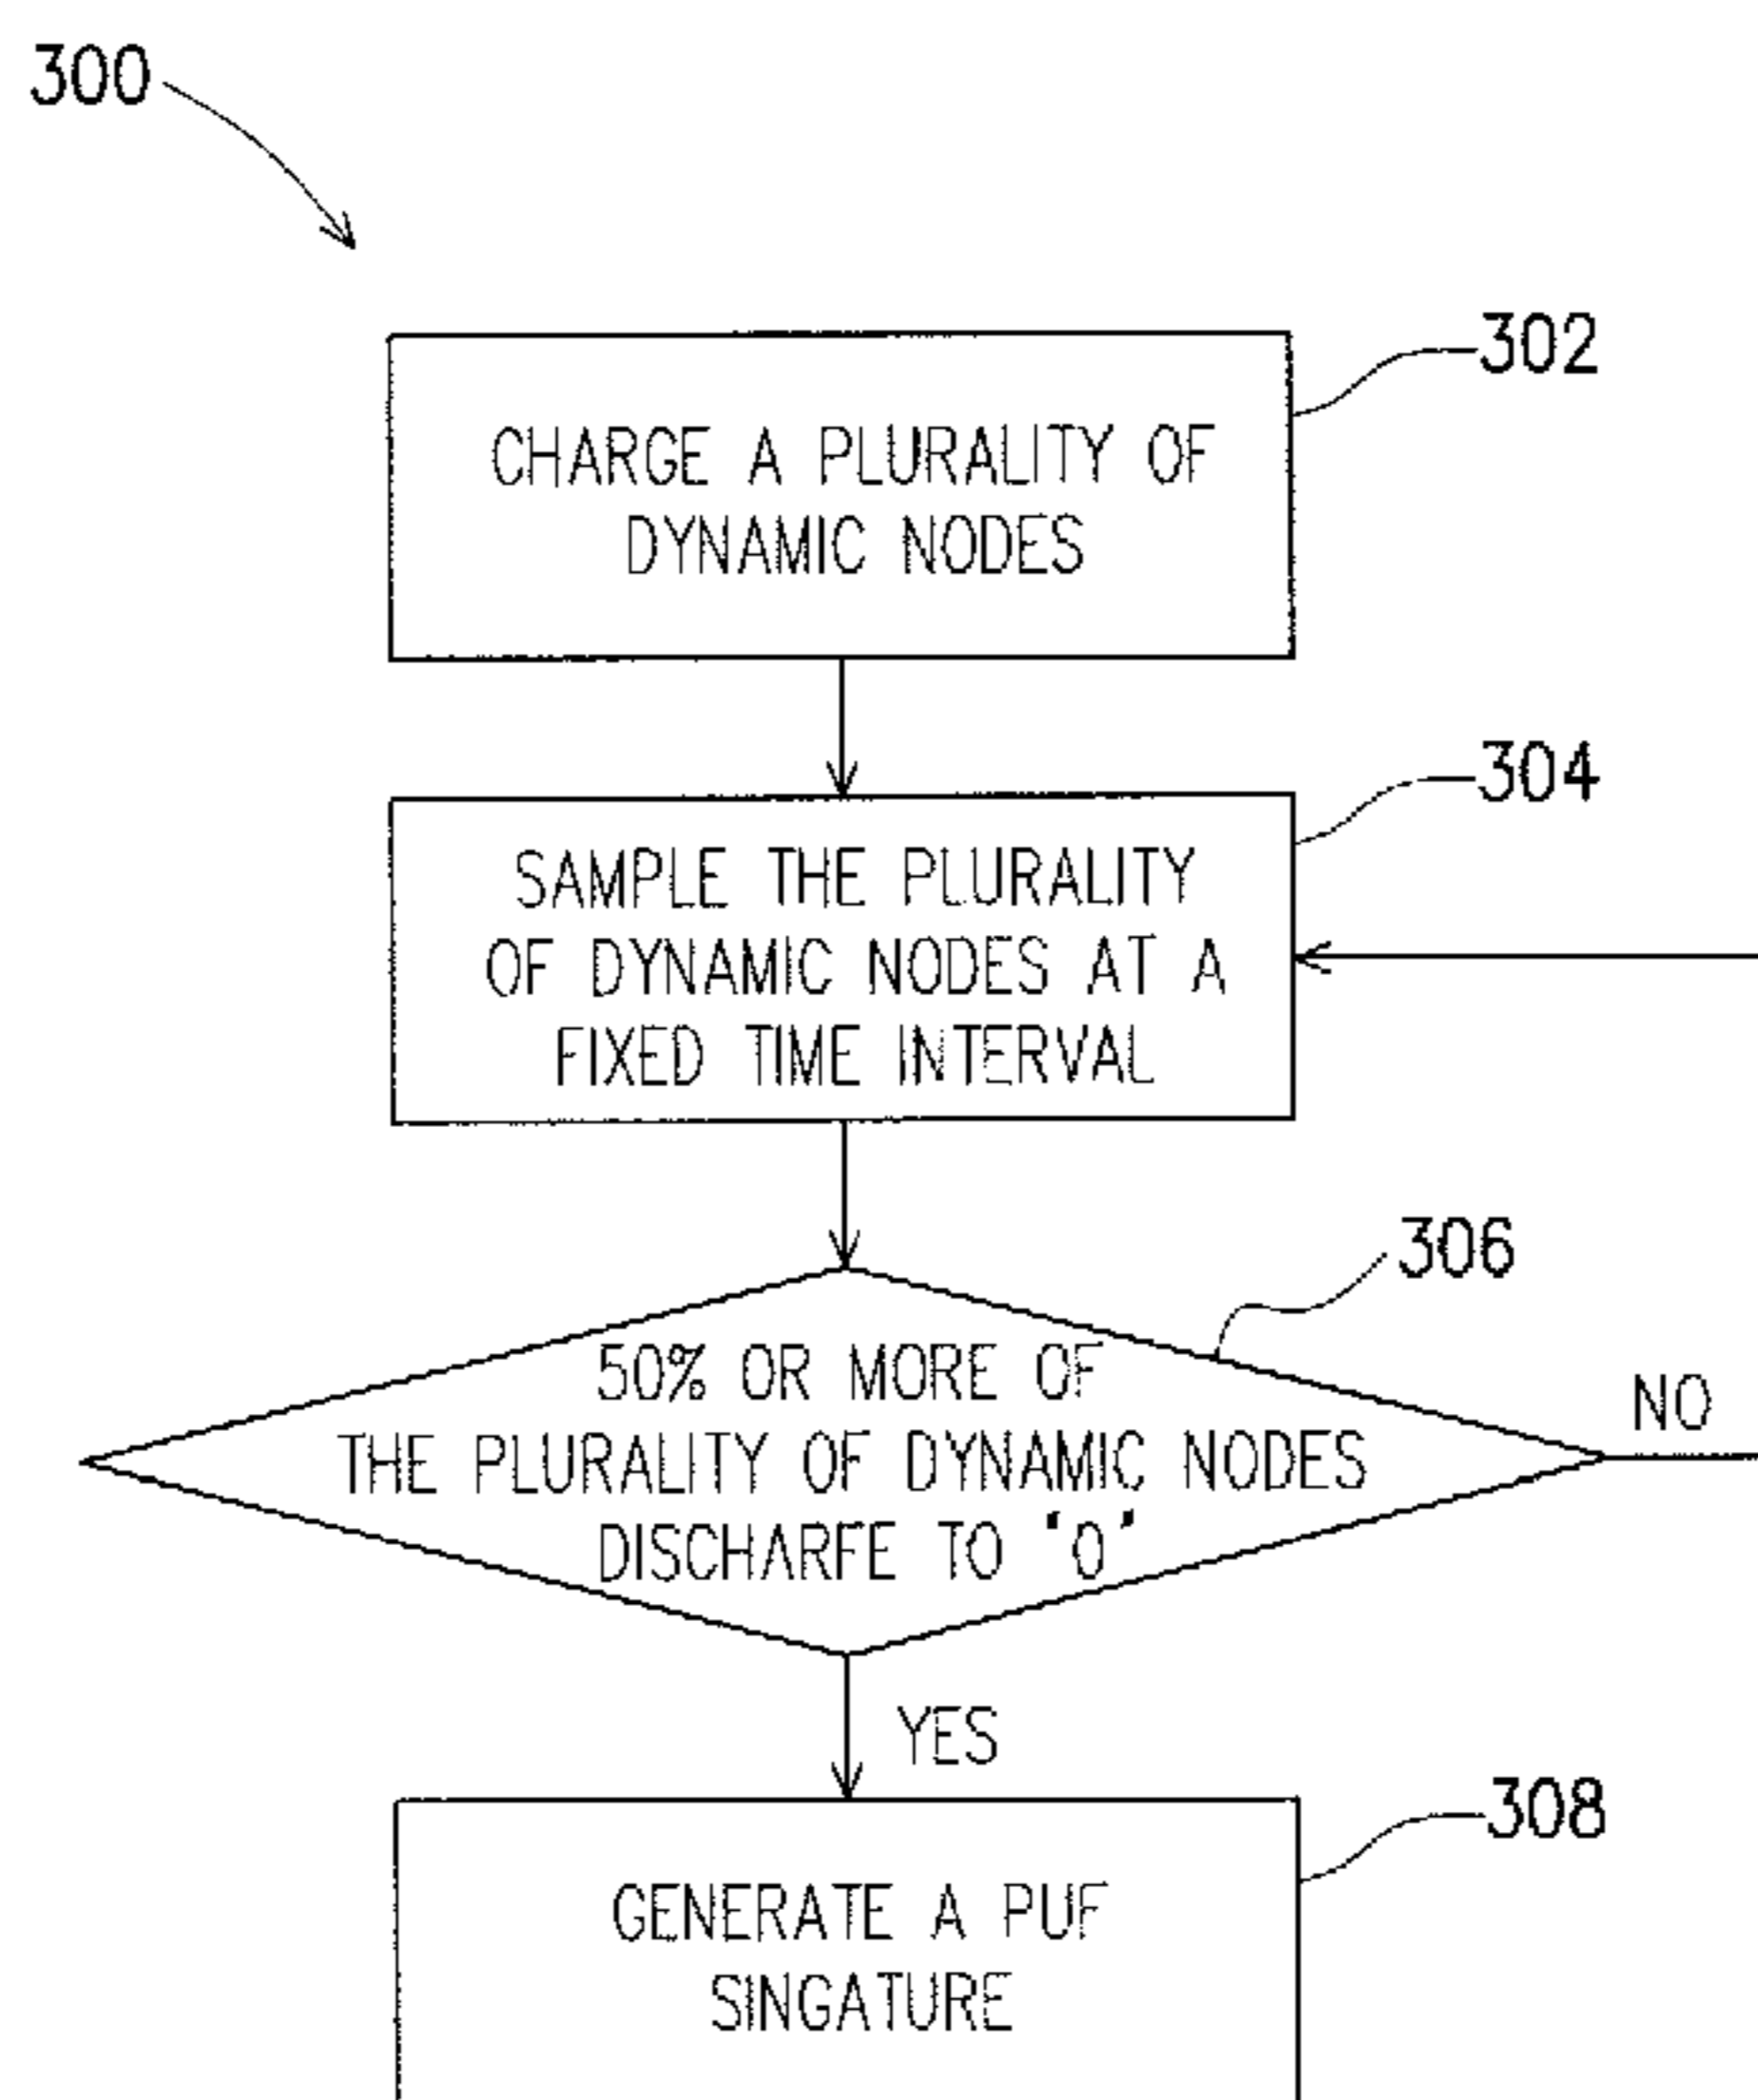 300
302
CHARGE A PLURALITY OF
DYNAMIC NODES
304
SAMPLE THE PLURALITY
OF DYNAMIC NODES AT A
FIXED TIME INTERVAL
306
50% OR MORE OF
THE PLURALITY OF DYNAMIC NODES
DISCHARFE TO "0"
NO
YES
308
GENERATE A PUF
SINGATURE